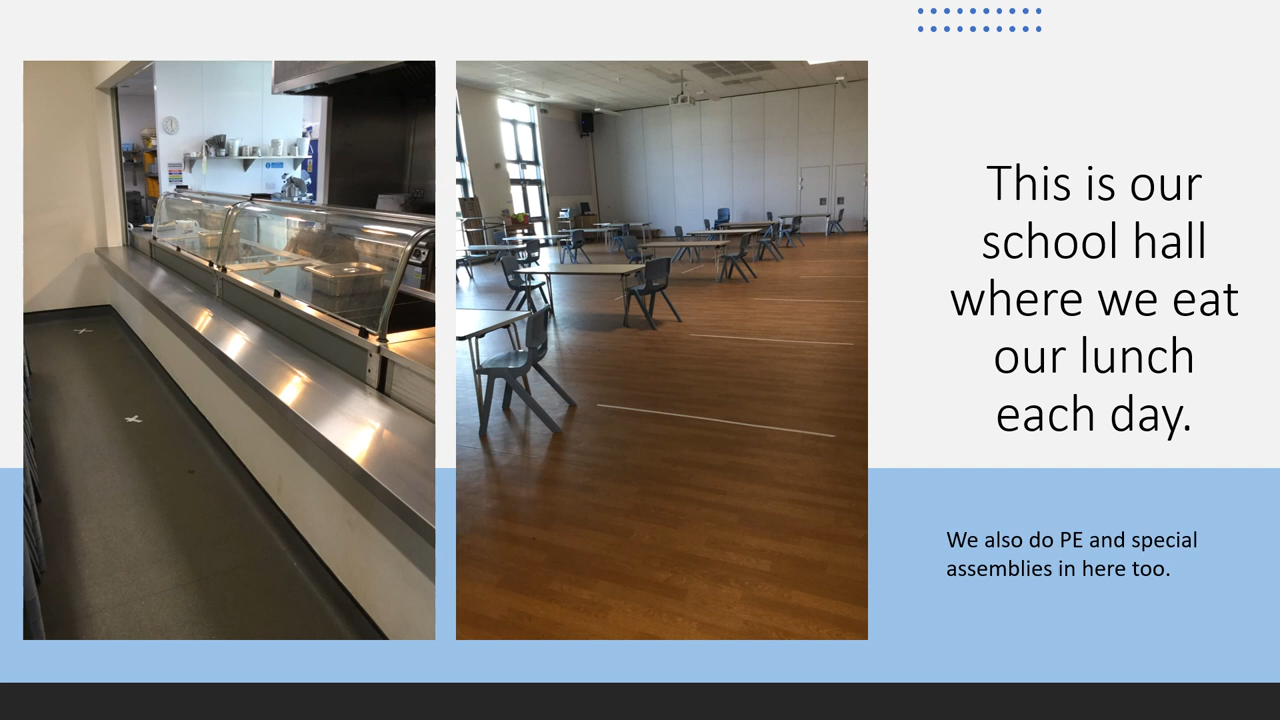 This is our
school hall
where we eat
our lunch
each day.
We also do PE and special
assemblies in here too.